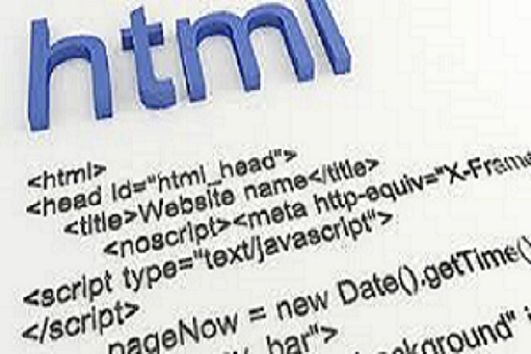 html
<html>
<head id="html_head">
<title>Website name</title>
<noscript><meta http-equiv="X-Frame
<script type="text/javascript">
</script>
pageNow = new Date().getTime()
bar">
background"